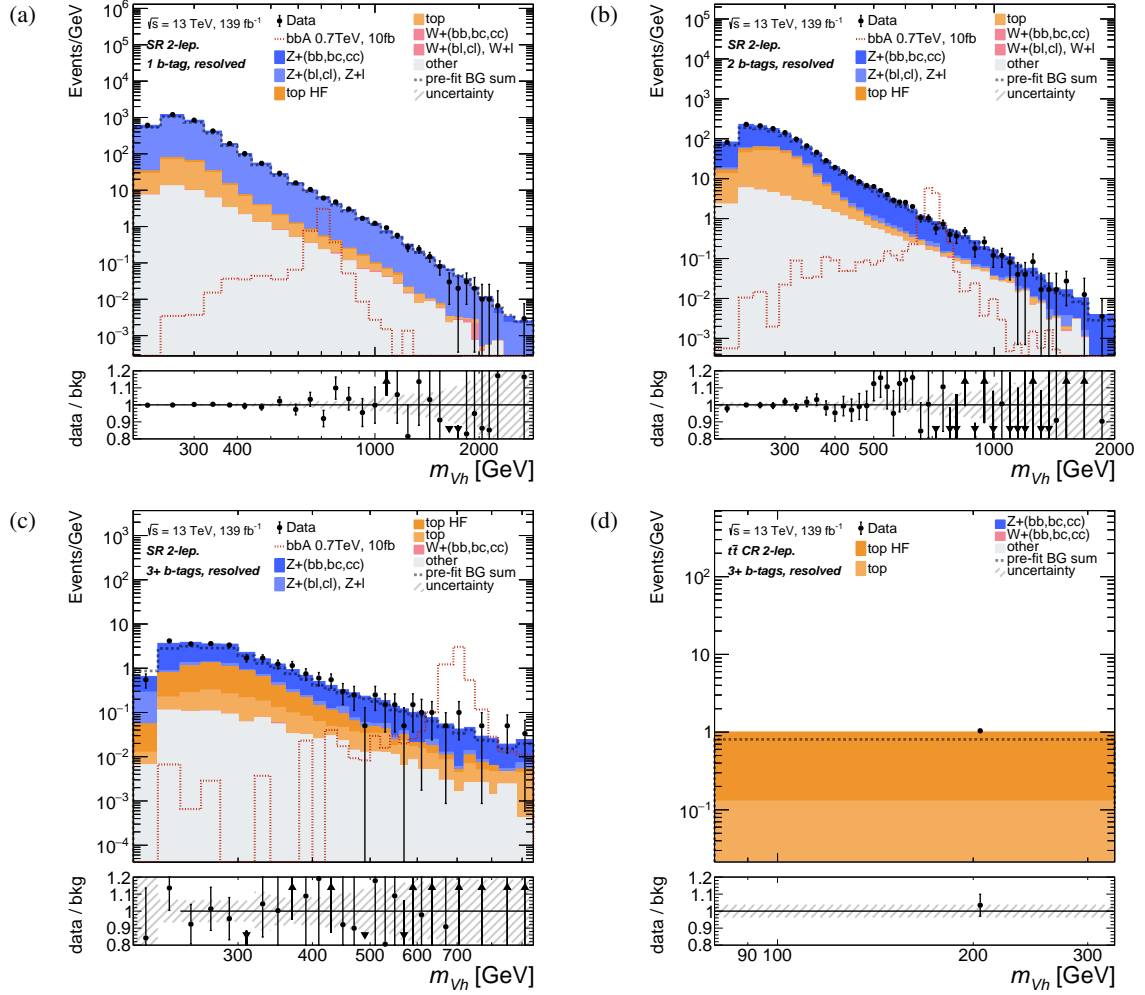 (a)
Events/GeV
√s = 13 TeV, 139 fb⁻¹
SR 2-lep.
1 b-tag, resolved
Data
bbA 0.7TeV, 10fb
Z+(bb,bc,cc)
Z+(bl,cl), Z+l
top HF
top
W+(bb,bc,cc)
W+(bl,cl), W+l
other
pre-fit BG sum
uncertainty
10⁶
10⁵
10⁴
10³
10²
10
1
10⁻¹
10⁻²
10⁻³
data / bkg
1.2
1.1
1
0.9
0.8
300 400 1000 2000
m_Vh [GeV]
(b)
Events/GeV
√s = 13 TeV, 139 fb⁻¹
SR 2-lep.
2 b-tags, resolved
Data
bbA 0.7TeV, 10fb
Z+(bb,bc,cc)
Z+(bl,cl), Z+l
top HF
top
W+(bb,bc,cc)
W+(bl,cl), W+l
other
pre-fit BG sum
uncertainty
10⁵
10⁴
10³
10²
10
1
10⁻¹
10⁻²
10⁻³
data / bkg
1.2
1.1
1
0.9
0.8
300 400 500 1000 2000
m_Vh [GeV]
(c)
Events/GeV
√s = 13 TeV, 139 fb⁻¹
SR 2-lep.
3+ b-tags, resolved
Data
bbA 0.7TeV, 10fb
Z+(bb,bc,cc)
Z+(bl,cl), Z+l
top HF
top
W+(bb,bc,cc)
other
pre-fit BG sum
uncertainty
10³
10²
10
1
10⁻¹
10⁻²
10⁻³
10⁻⁴
data / bkg
1.2
1.1
1
0.9
0.8
300 400 500 600 700
m_Vh [GeV]
(d)
Events/GeV
√s = 13 TeV, 139 fb⁻¹
tt̄ CR 2-lep.
3+ b-tags, resolved
Data
top HF
top
Z+(bb,bc,cc)
W+(bb,bc,cc)
other
pre-fit BG sum
uncertainty
10²
10
1
10⁻¹
data / bkg
1.2
1.1
1
0.9
0.8
90 100 200 300
m_Vh [GeV]